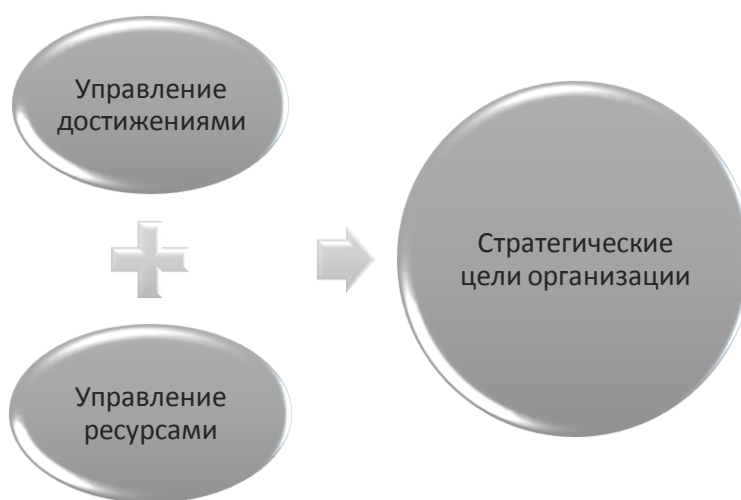 Управление
достижениями
Управление
ресурсами
Стратегические
цели организации